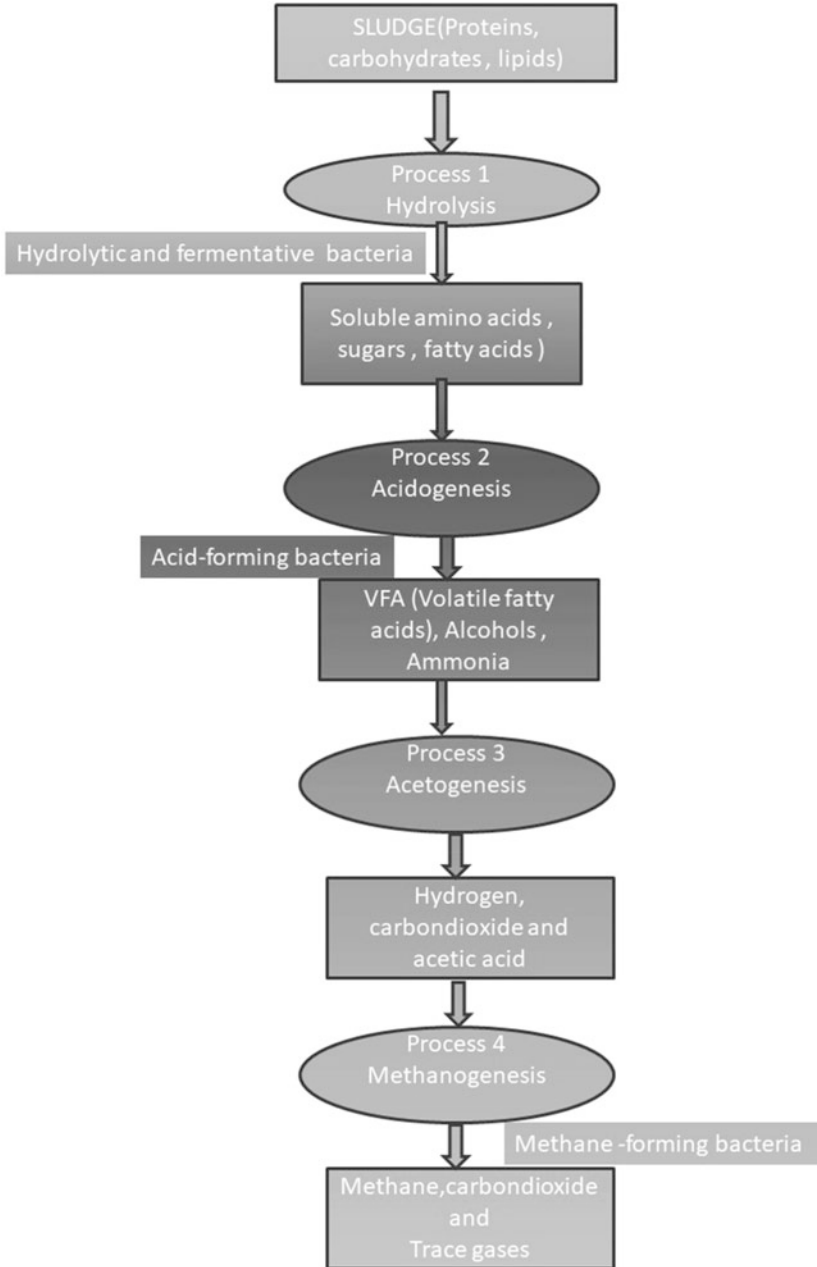 SLUDGE(Proteins,
carbohydrates , lipids)
Process 1
Hydrolysis
Hydrolytic and fermentative bacteria
Soluble amino acids ,
sugars , fatty acids )
Process 2
Acidogenesis
Acid-forming bacteria
VFA (Volatile fatty
acids), Alcohols ,
Ammonia
Process 3
Acetogenesis
Hydrogen,
carbondioxide and
acetic acid
Process 4
Methanogenesis
Methane -forming bacteria
Methane,carbondioxide
and
Trace gases